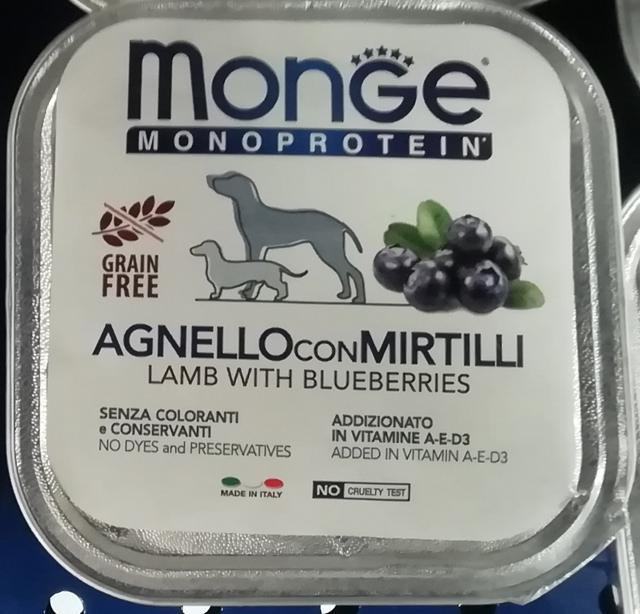 MonGe
MONOPROTEIN
GRAIN
FREE
AGNELLOCONMIRTILLI
LAMB WITH BLUEBERRIES
SENZA COLORANTI
e CONSERVANTI
NO DYES and PRESERVATIVES
ADDIZIONATO
IN VITAMINE A-E-D3
ADDED IN VITAMIN A-E-D3
MADE IN ITALY
NO CRUELTY TEST